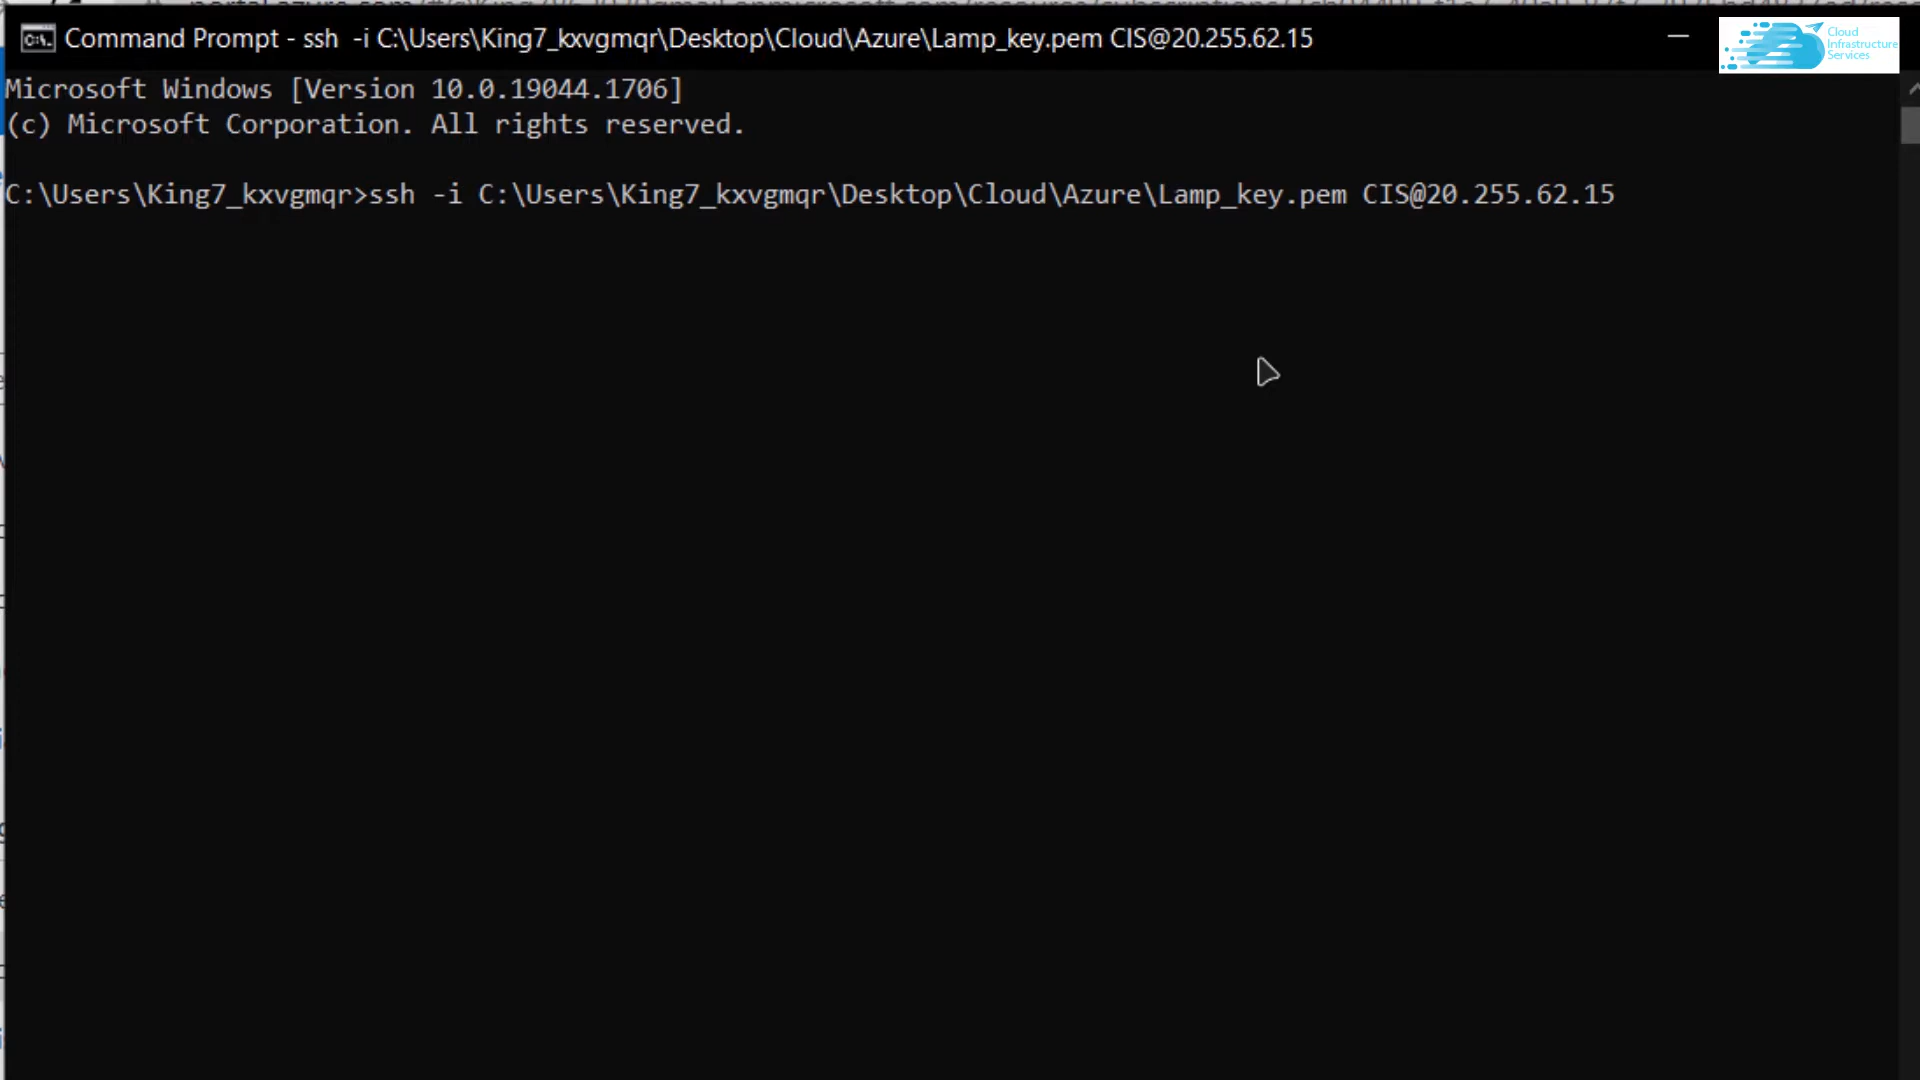 Command Prompt - ssh -i C:\Users\King7_kxvgmqr\Desktop\Cloud\Azure\Lamp_key.pem CIS@20.255.62.15
Cloud
Infrastructure
Services
Microsoft Windows [Version 10.0.19044.1706]
(c) Microsoft Corporation. All rights reserved.
C:\Users\King7_kxvgmqr>ssh -i C:\Users\King7_kxvgmqr\Desktop\Cloud\Azure\Lamp_key.pem CIS@20.255.62.15